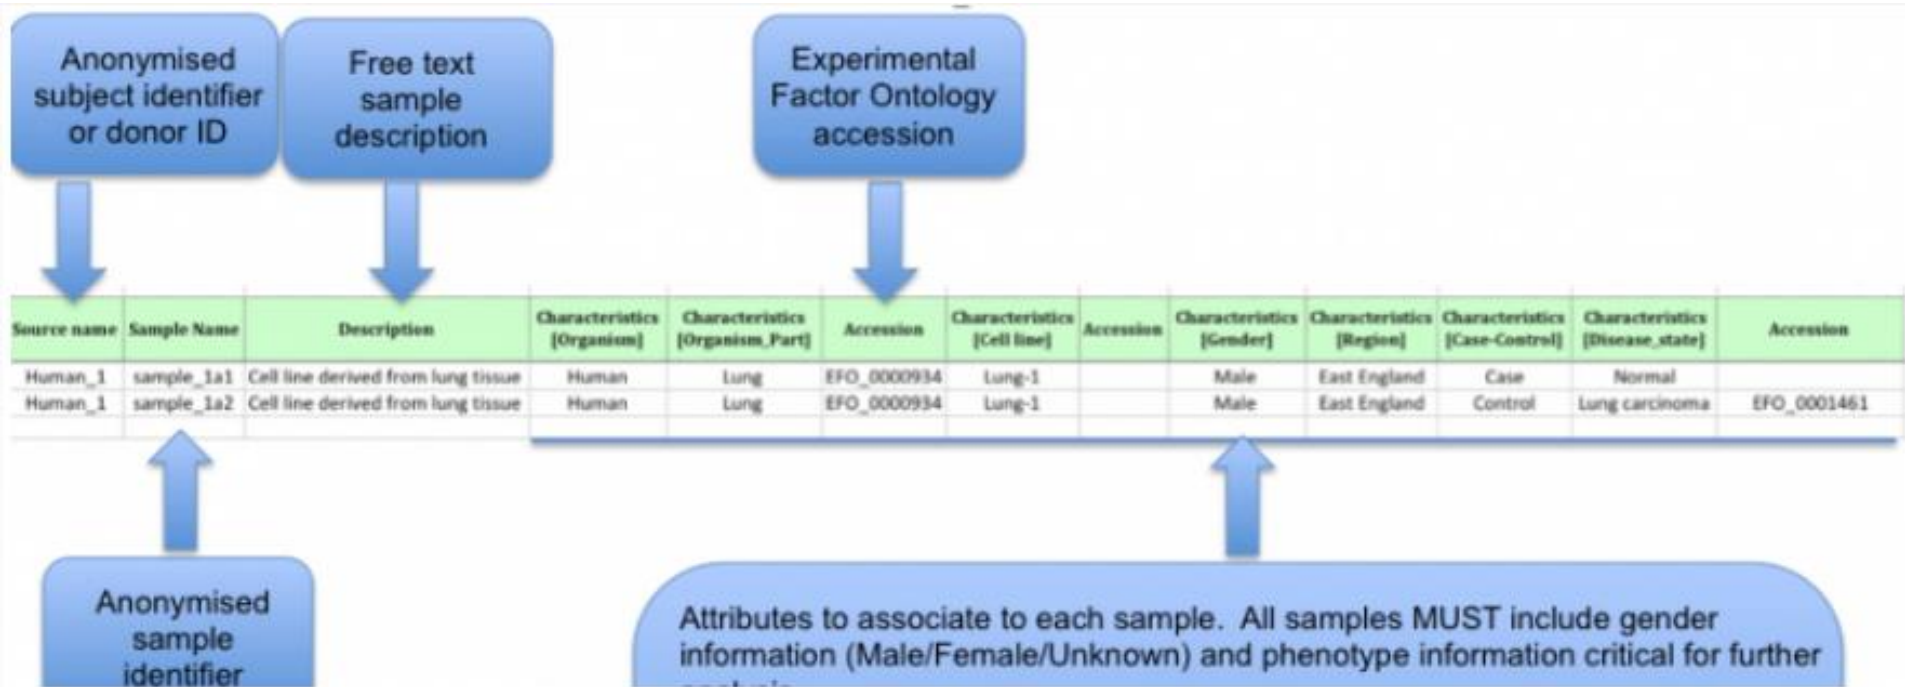 Anonymised
subject identifier
or donor ID
Free text
sample
description
Experimental
Factor Ontology
accession
Source name Sample Name Description Characteristics [Organism] Characteristics [Organism_Part] Accession Characteristics [Cell line] Accession Characteristics [Gender] Characteristics [Region] Characteristics [Case-Control] Characteristics [Disease_state] Accession
Human_1 sample_1a1 Cell line derived from lung tissue Human Lung EFO_0000934 Lung-1 Male East England Case Normal
Human_1 sample_1a2 Cell line derived from lung tissue Human Lung EFO_0000934 Lung-1 Male East England Control Lung carcinoma EFO_0001461
Anonymised
sample
identifier
Attributes to associate to each sample. All samples MUST include gender
information (Male/Female/Unknown) and phenotype information critical for further